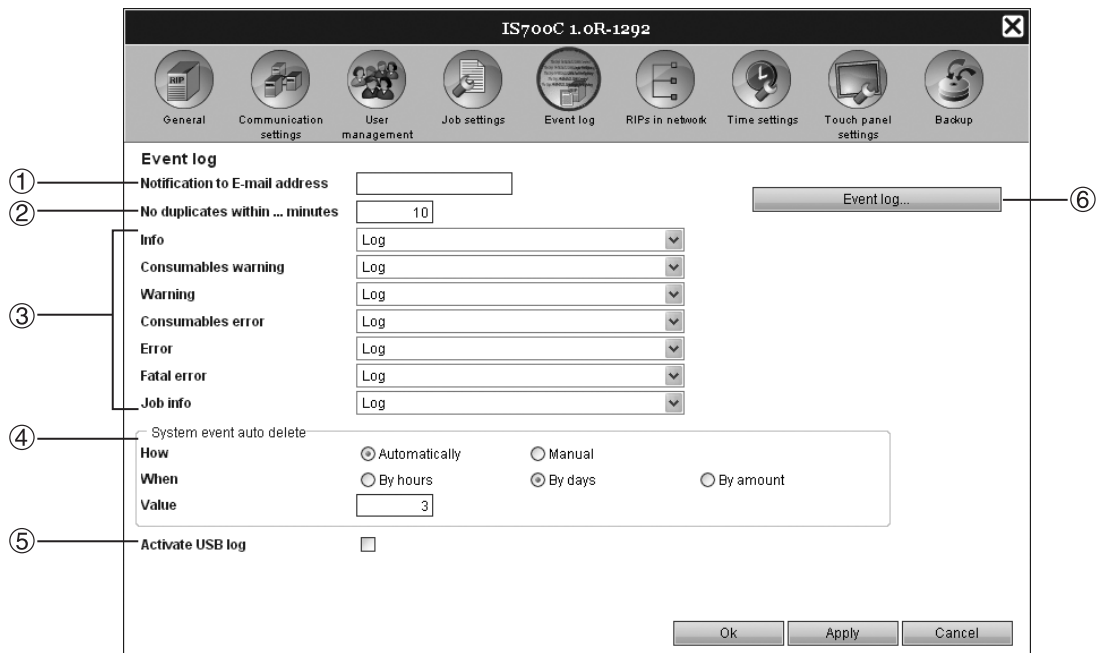 IS700C 1.0R-1292
RIP
General
Communication settings
User management
Job settings
Event log
RIPs in network
Time settings
Touch panel settings
Backup
Event log
① Notification to E-mail address
Event log... ⑥
② No duplicates within ... minutes 10
③
Info Log
Consumables warning Log
Warning Log
Consumables error Log
Error Log
Fatal error Log
Job info Log
④ System event auto delete
How Automatically Manual
When By hours By days By amount
Value 3
⑤ Activate USB log
Ok Apply Cancel